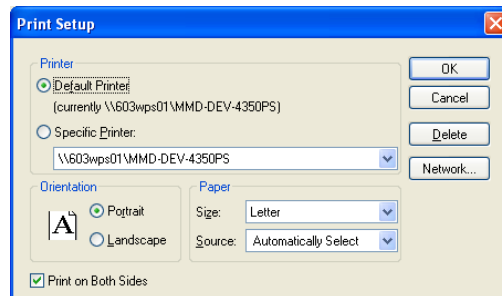 Print Setup
Printer
Default Printer
(currently \\603wps01\MMD-DEV-4350PS)
Specific Printer:
\\603wps01\MMD-DEV-4350PS
OK
Cancel
Delete
Network...
Orientation
A
Portrait
Landscape
Paper
Size: Letter
Source: Automatically Select
Print on Both Sides